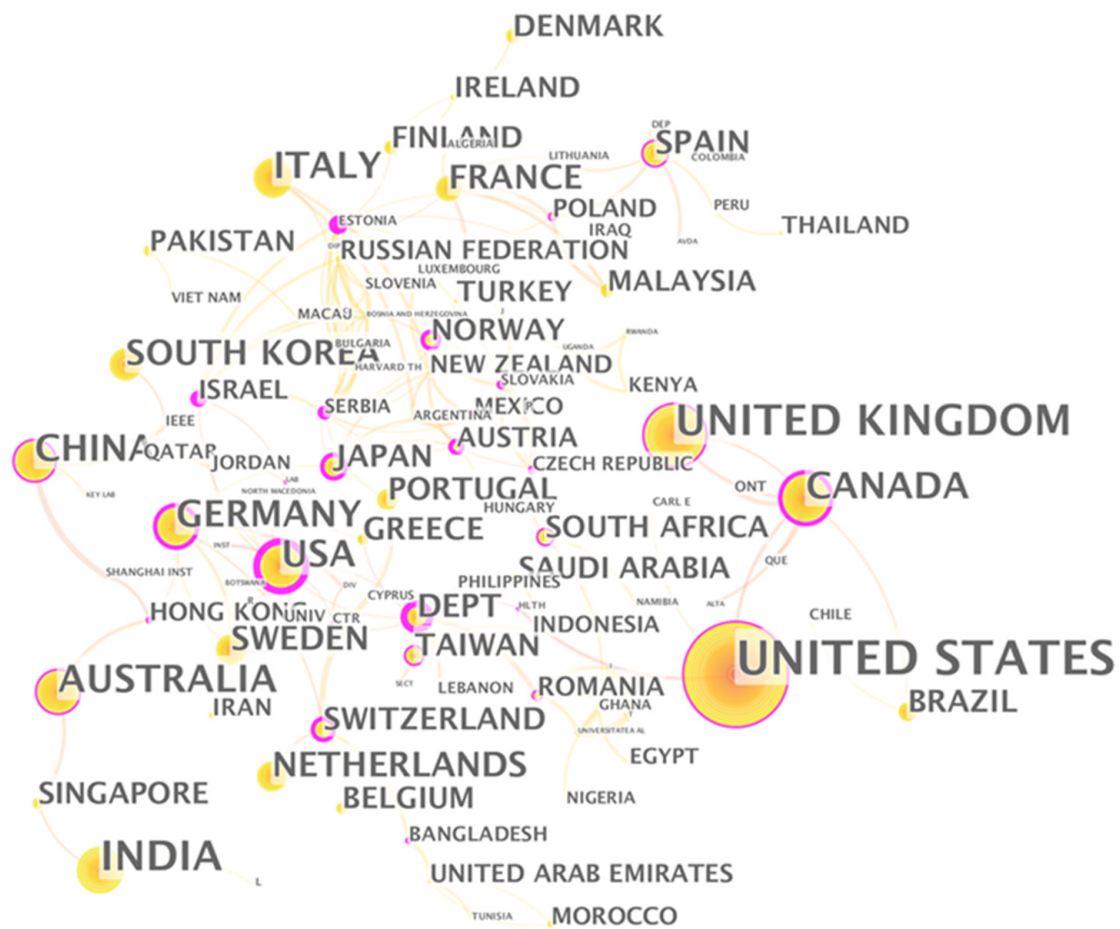 DENMARK
IRELAND
FINLAND
ALGERIA
DEP
SPAIN
COLOMBIA
LITHUANIA
ITALY
FRANCE
PERU
POLAND
ESTONIA
THAILAND
IRAQ
PAKISTAN
AVDA
RUSSIAN FEDERATION
LUXEMBOURG
SLOVENIA
MALAYSIA
TURKEY
VIET NAM
MACAU
BOSNIA AND HERZEGOVINA
J
NORWAY
RWANDA
BULGARIA
UGANDA
SOUTH KOREA
HARVARD TH
NEW ZEALAND
SLOVAKIA
KENYA
ISRAEL
SERBIA
MEXICO
ARGENTINA
IEEE
UNITED KINGDOM
AUSTRIA
CHINA
QATAR
JORDAN
JAPAN
CZECH REPUBLIC
LAB
NORTH MACEDONIA
KEY LAB
PORTUGAL
ONT
CANADA
CARL E
HUNGARY
GERMANY
GREECE
SOUTH AFRICA
INST
USA
QUE
SHANGHAI INST
SAUDI ARABIA
BOTSWANA
DIV
PHILIPPINES
CYPRUS
R
DEPT
HLTH
NAMIBIA
ALTA
HONG KONG
UNIV CTR
CHILE
INDONESIA
SWEDEN
TAIWAN
UNITED STATES
I
AUSTRALIA
SECT
LEBANON
ROMANIA
IRAN
GHANA
BRAZIL
SWITZERLAND
UNIVERSITATEA AL
NETHERLANDS
EGYPT
SINGAPORE
BELGIUM
NIGERIA
BANGLADESH
INDIA
L
UNITED ARAB EMIRATES
TUNISIA
MOROCCO